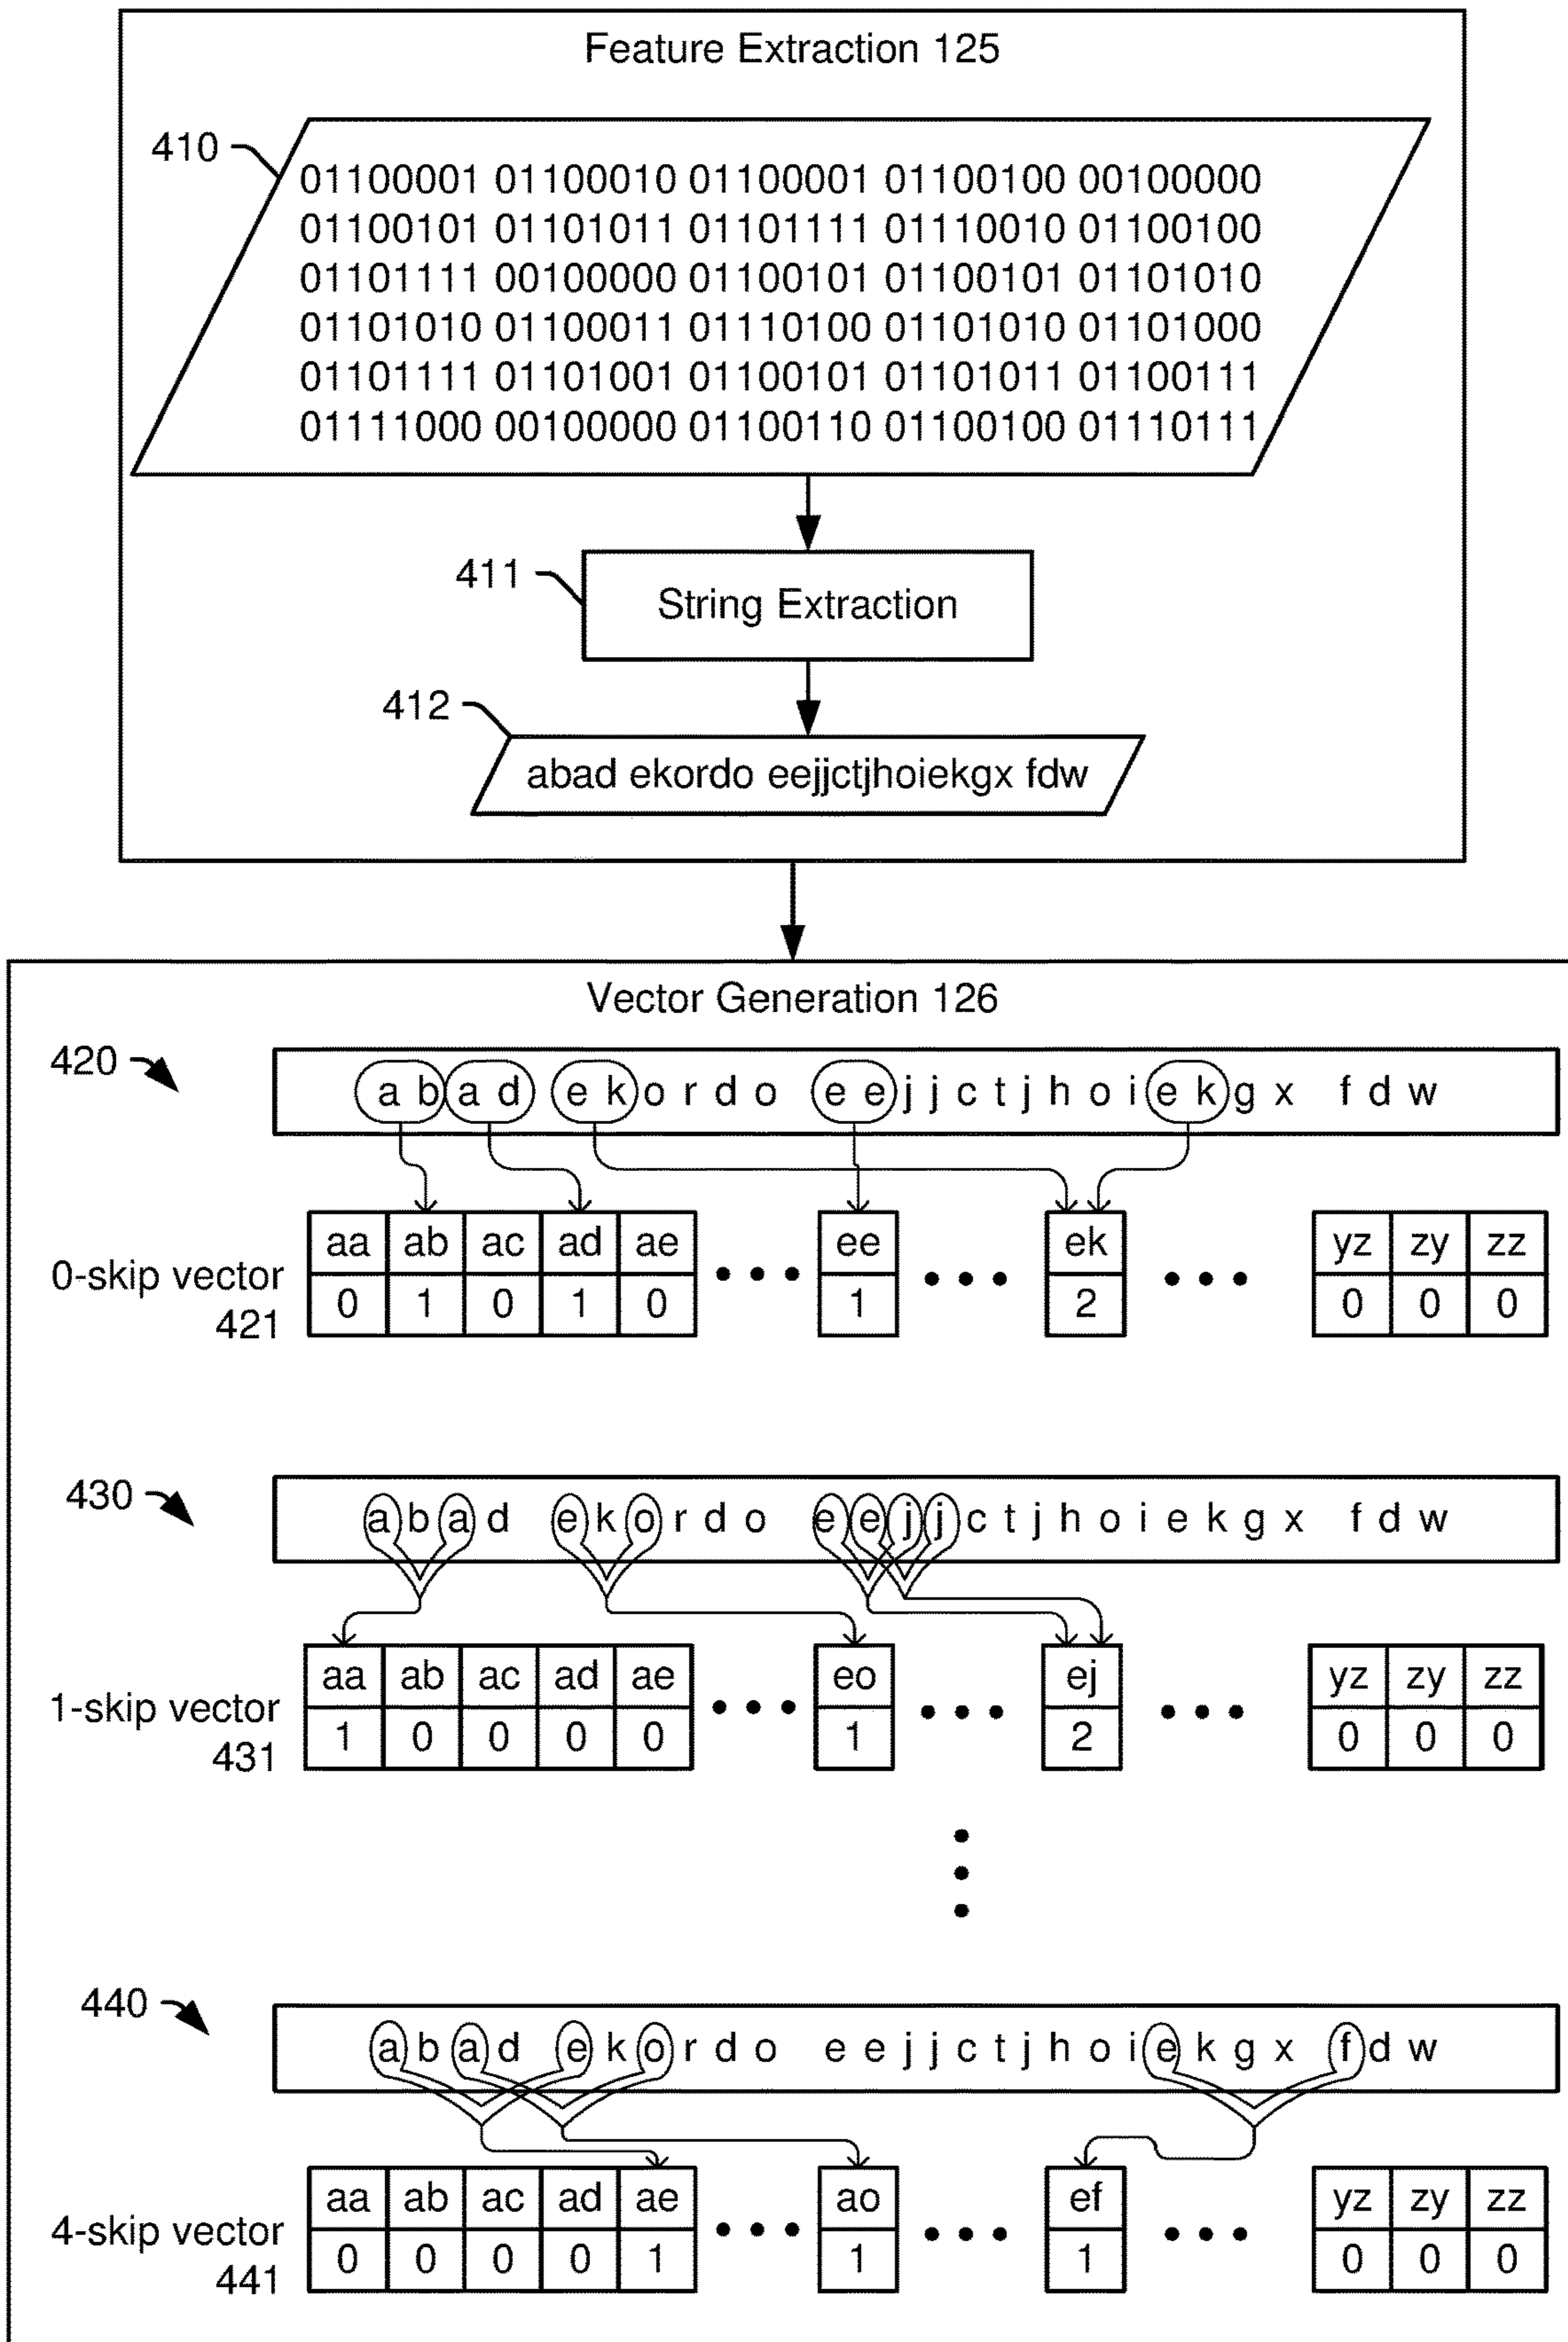 Feature Extraction 125
410
01100001 01100010 01100001 01100100 00100000
01100101 01101011 01101111 01110010 01100100
01101111 00100000 01100101 01100101 01101010
01101010 01100011 01110100 01101010 01101000
01101111 01101001 01100101 01101011 01100111
01111000 00100000 01100110 01100100 01110111
411
String Extraction
412
abad ekordo eejjctjhoiekgx fdw
Vector Generation 126
420
a b a d e k o r d o e e j j c t j h o i e k g x f d w
aa ab ac ad ae ee ek yz zy zz
0-skip vector
0 1 0 1 0 1 2 0 0 0
421
430
a b a d e k o r d o e e j j c t j h o i e k g x f d w
aa ab ac ad ae eo ej yz zy zz
1-skip vector
1 0 0 0 0 1 2 0 0 0
431
440
a b a d e k o r d o e e j j c t j h o i e k g x f d w
aa ab ac ad ae ao ef yz zy zz
4-skip vector
0 0 0 0 1 1 1 0 0 0
441